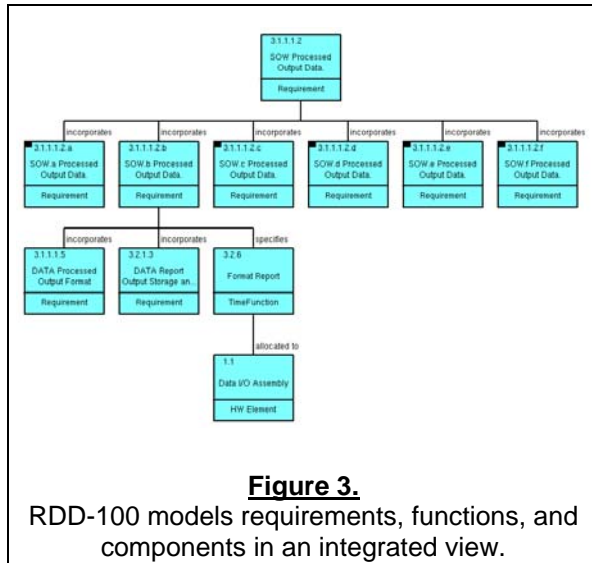 3.1.1.1.2
SOW Processed
Output Data.
Requirement
incorporates
incorporates
incorporates
incorporates
incorporates
incorporates
3.1.1.1.2.a
SOW.a Processed
Output Data.
Requirement
3.1.1.1.2.b
SOW.b Processed
Output Data.
Requirement
3.1.1.1.2.c
SOW.c Processed
Output Data.
Requirement
3.1.1.1.2.d
SOW.d Processed
Output Data.
Requirement
3.1.1.1.2.e
SOW.e Processed
Output Data.
Requirement
3.1.1.1.2.f
SOW.f Processed
Output Data.
Requirement
incorporates
incorporates
specifies
3.1.1.1.5
DATA Processed
Output Format
Requirement
3.2.1.3
DATA Report
Output Storage an...
Requirement
3.2.6
Format Report
TimeFunction
allocated to
1.1
Data I/O Assembly
HW Element
Figure 3.
RDD-100 models requirements, functions, and
components in an integrated view.